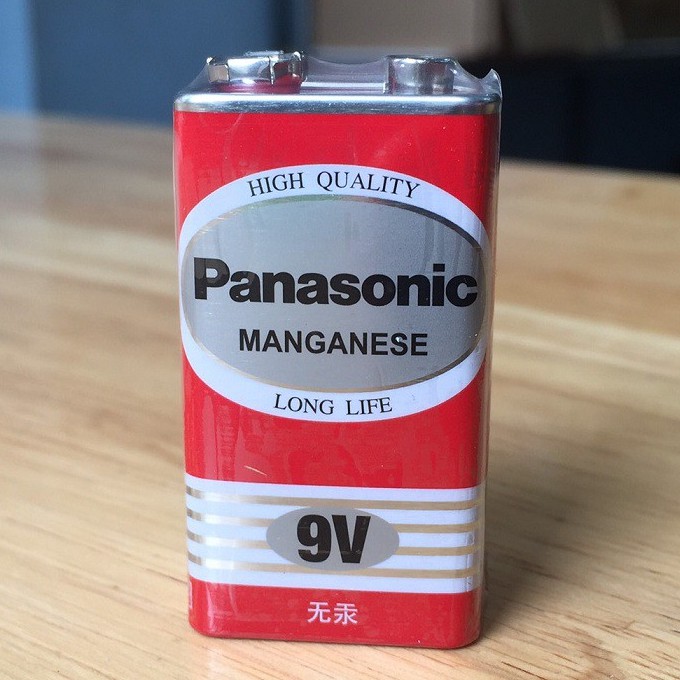 HIGH QUALITY
Panasonic
MANGANESE
LONG LIFE
9V
无汞